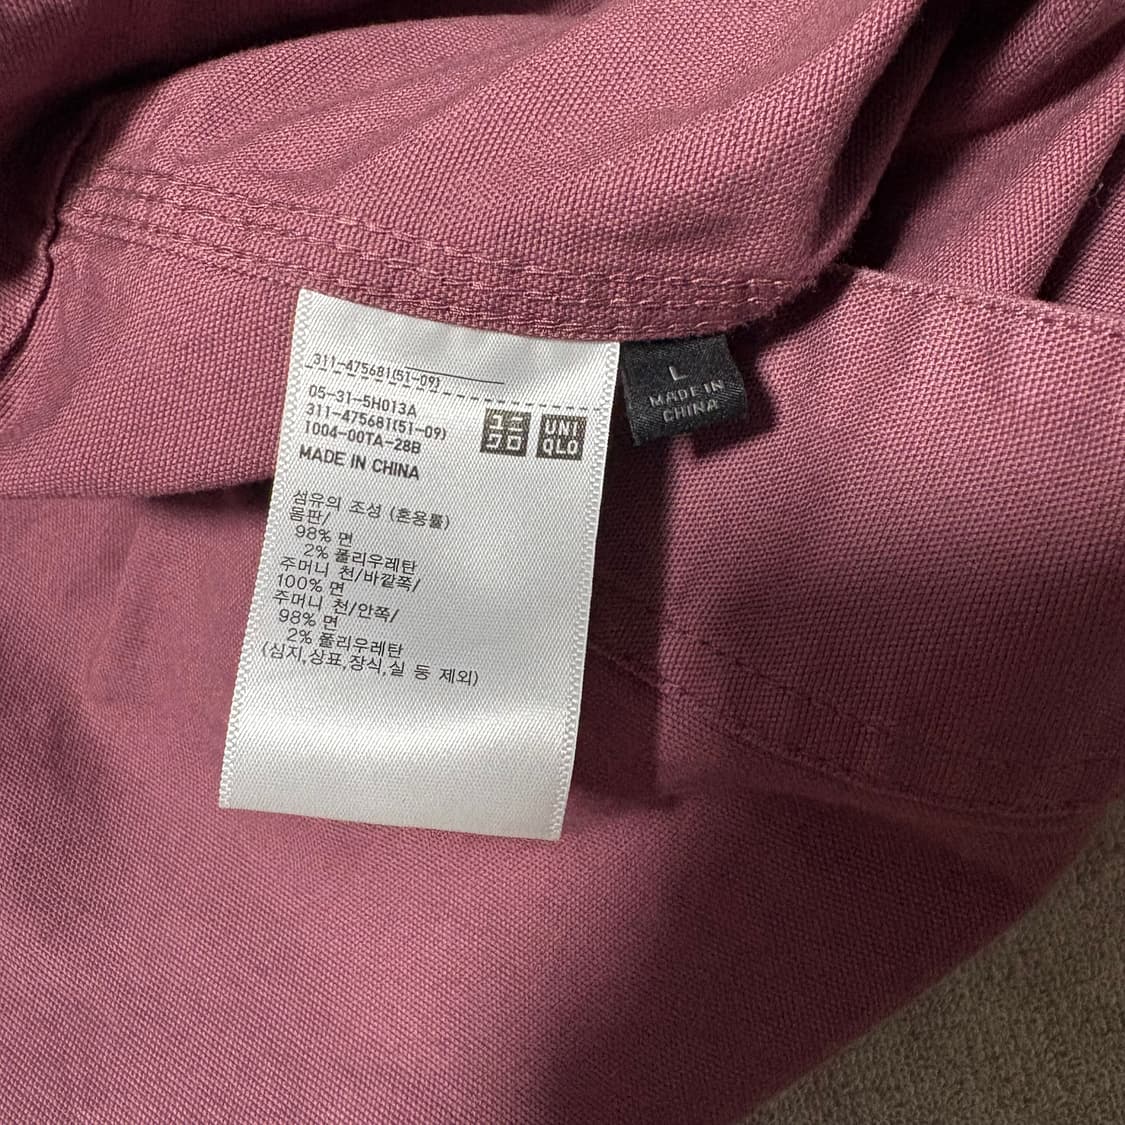 311-475681(51-09)
05-31-5H013A
311-475681(51-09)
1004-00TA-28B
MADE IN CHINA
ユニ
クロ
UNI
QLO
섬유의 조성 (혼용률)
몸판/
98% 면
2% 폴리우레탄
주머니 천/바깥쪽/
100% 면
주머니 천/안쪽/
98% 면
2% 폴리우레탄
(심지,상표,장식,실 등 제외)
L
MADE IN
CHINA